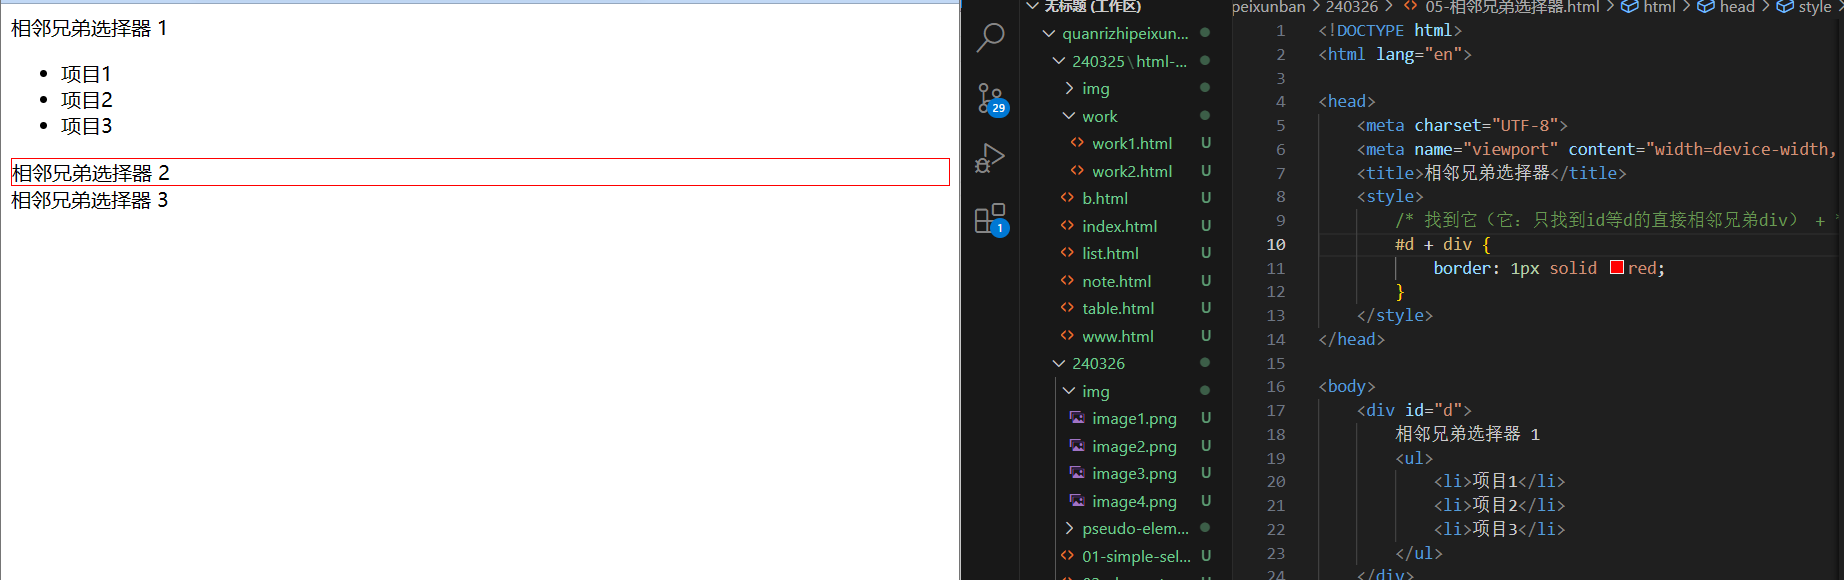 相邻兄弟选择器 1
项目1
项目2
项目3
相邻兄弟选择器 2
相邻兄弟选择器 3
29
1
无标题 (工作区)
quanrizhipeixun...
240325\html-...
img
work
work1.html U
work2.html U
b.html U
index.html U
list.html U
note.html U
table.html U
www.html U
240326
img
image1.png U
image2.png U
image3.png U
image4.png U
pseudo-elem...
01-simple-sel... U
peixunban > 240326 > 05-相邻兄弟选择器.html > html > head > style
1 <!DOCTYPE html>
2 <html lang="en">
3
4 <head>
5 <meta charset="UTF-8">
6 <meta name="viewport" content="width=device-width,
7 <title>相邻兄弟选择器</title>
8 <style>
9 /* 找到它（它：只找到id等d的直接相邻兄弟div） +
10 #d + div {
11 border: 1px solid red;
12 }
13 </style>
14 </head>
15
16 <body>
17 <div id="d">
18 相邻兄弟选择器 1
19 <ul>
20 <li>项目1</li>
21 <li>项目2</li>
22 <li>项目3</li>
23 </ul>
24 </div>